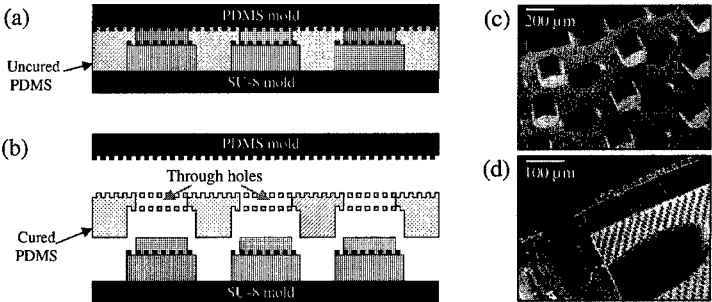 (a)
PDMS mold
Uncured
PDMS
SU-8 mold
(b)
PDMS mold
Through holes
Cured
PDMS
SU-8 mold
(c)
200 μm
(d)
100 μm